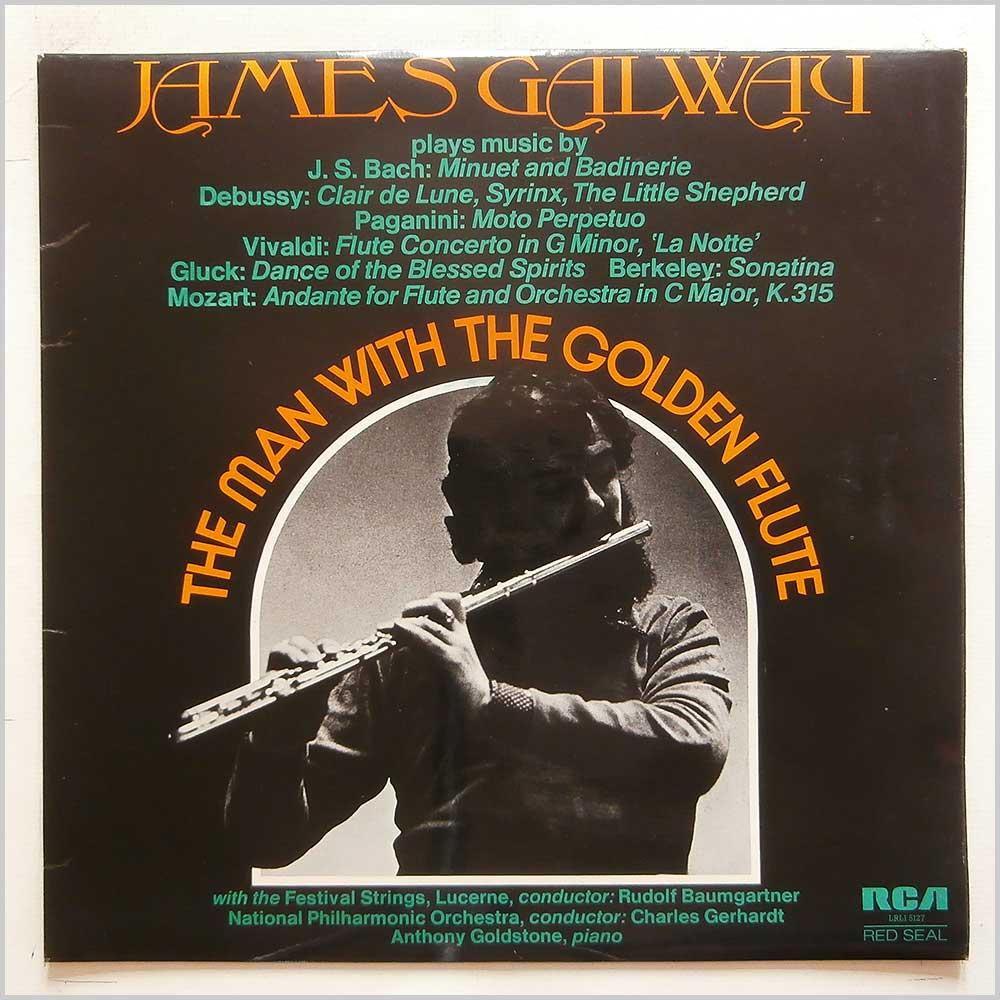 JAMES GALWAY
plays music by
J. S. Bach: Minuet and Badinerie
Debussy: Clair de Lune, Syrinx, The Little Shepherd
Paganini: Moto Perpetuo
Vivaldi: Flute Concerto in G Minor, ‘La Notte’
Gluck: Dance of the Blessed Spirits Berkeley: Sonatina
Mozart: Andante for Flute and Orchestra in C Major, K.315
THE MAN WITH THE GOLDEN FLUTE
with the Festival Strings, Lucerne, conductor: Rudolf Baumgartner
National Philharmonic Orchestra, conductor: Charles Gerhardt
Anthony Goldstone, piano
RCA
LRL1 5127
RED SEAL